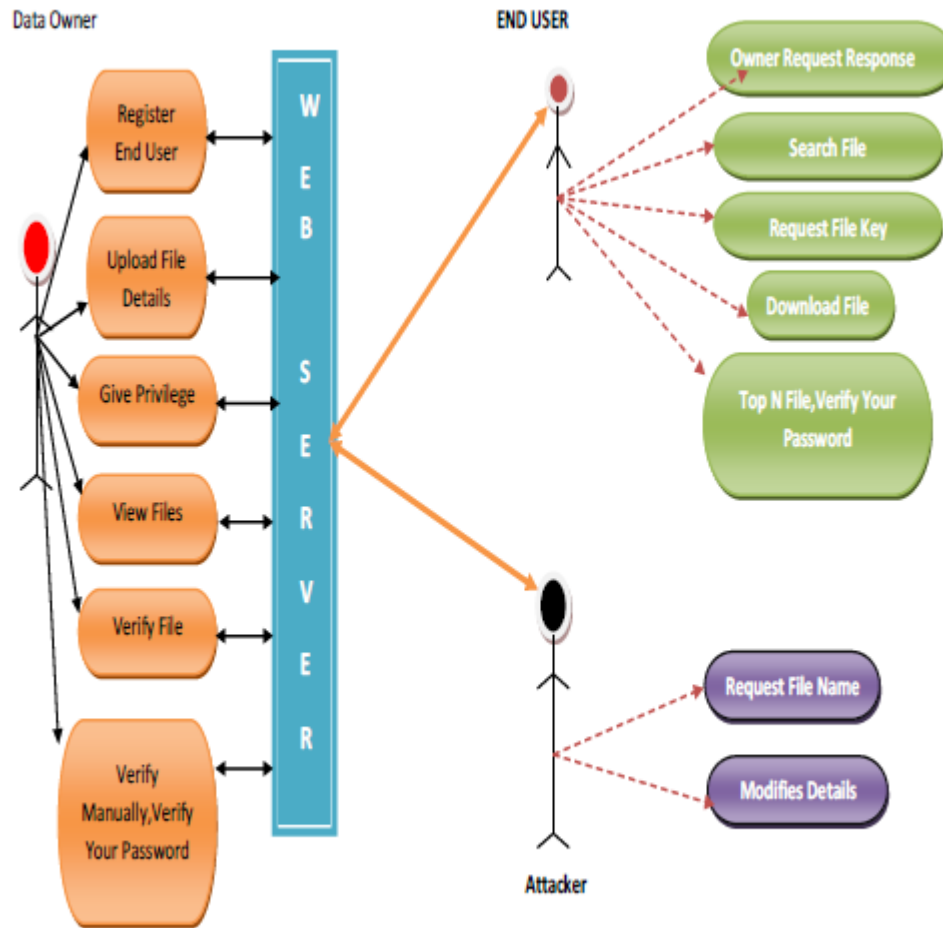 Data Owner
Register
End User
Upload File
Details
Give Privilege
View Files
Verify File
Verify
Manually,Verify
Your Password
WEB SERVER
END USER
Owner Request Response
Search File
Request File Key
Download File
Top N File,Verify Your
Password
Request File Name
Modifies Details
Attacker